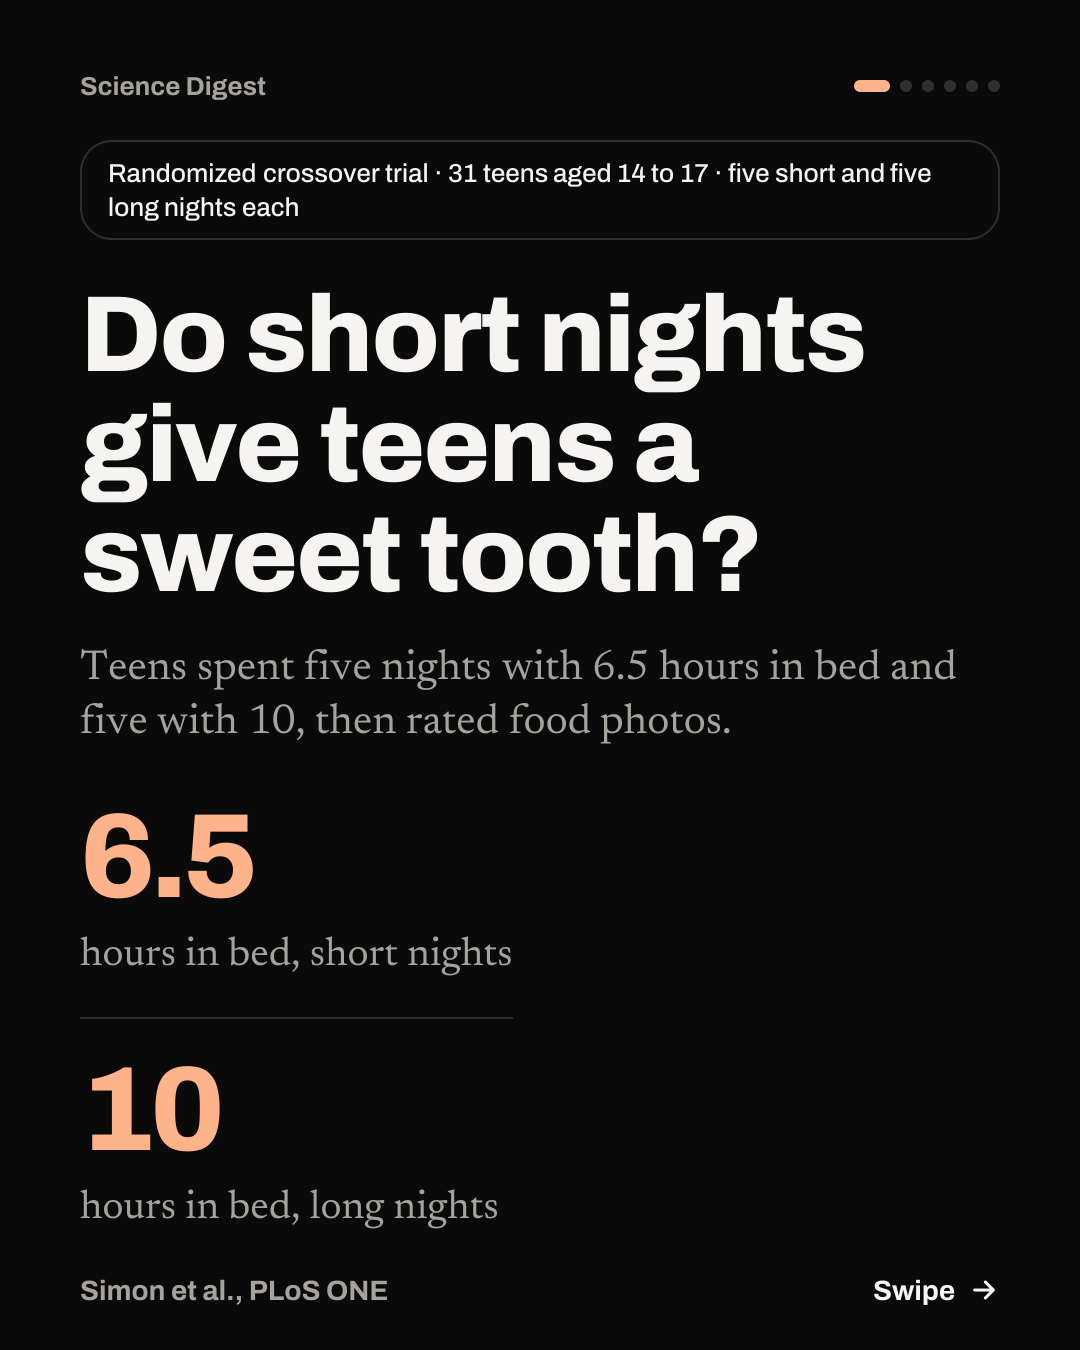 Science Digest
Randomized crossover trial · 31 teens aged 14 to 17 · five short and five
long nights each
Do short nights
give teens a
sweet tooth?
Teens spent five nights with 6.5 hours in bed and
five with 10, then rated food photos.
6.5
hours in bed, short nights
10
hours in bed, long nights
Simon et al., PLoS ONE
Swipe →